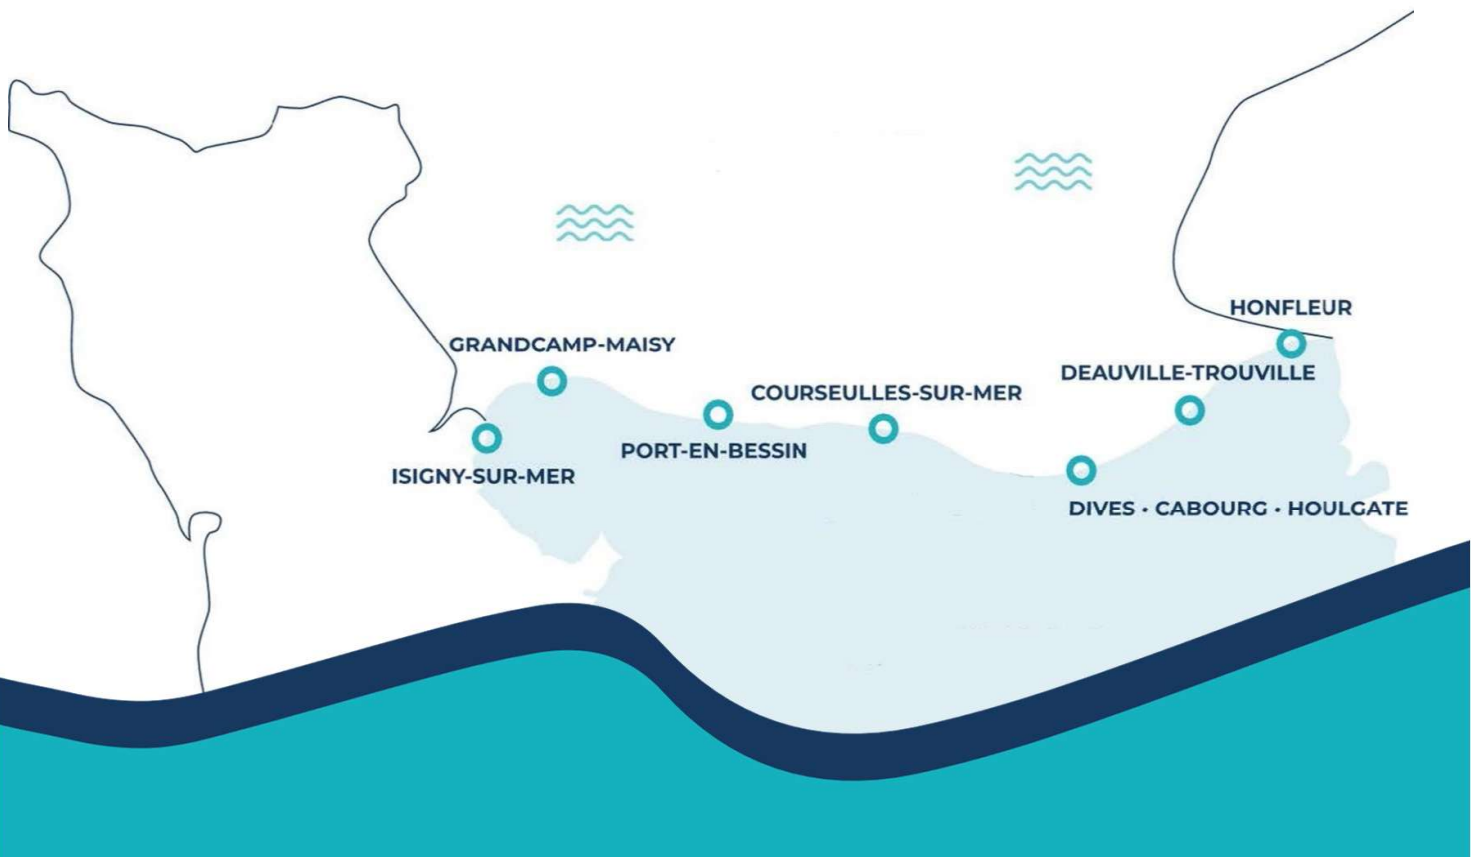 HONFLEUR
GRANDCAMP-MAISY
DEAUVILLE-TROUVILLE
COURSEULLES-SUR-MER
PORT-EN-BESSIN
ISIGNY-SUR-MER
DIVES · CABOURG · HOULGATE